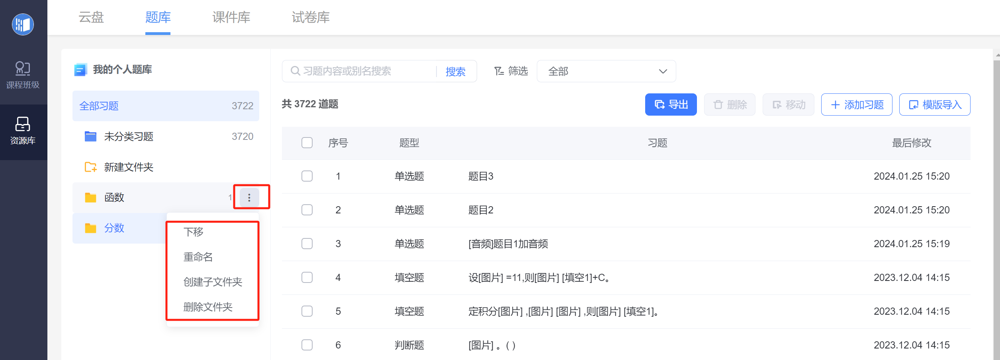 云盘 题库 课件库 试卷库
课程班级
资源库
我的个人题库
全部习题 3722
未分类习题 3720
新建文件夹
函数 1
分数
下移
重命名
创建子文件夹
删除文件夹
习题内容或别名搜索 搜索 筛选 全部
共 3722 道题 导出 删除 移动 添加习题 模版导入
序号 题型 习题 最后修改
1 单选题 题目3 2024.01.25 15:20
2 单选题 题目2 2024.01.25 15:20
3 单选题 [音频]题目1加音频 2024.01.25 15:19
4 填空题 设[图片] =11,则[图片] [填空1]+C。 2023.12.04 14:15
5 填空题 定积分[图片] ,[图片] [图片] ,则[图片] [填空1]。 2023.12.04 14:15
6 判断题 [图片] 。( ) 2023.12.04 14:15